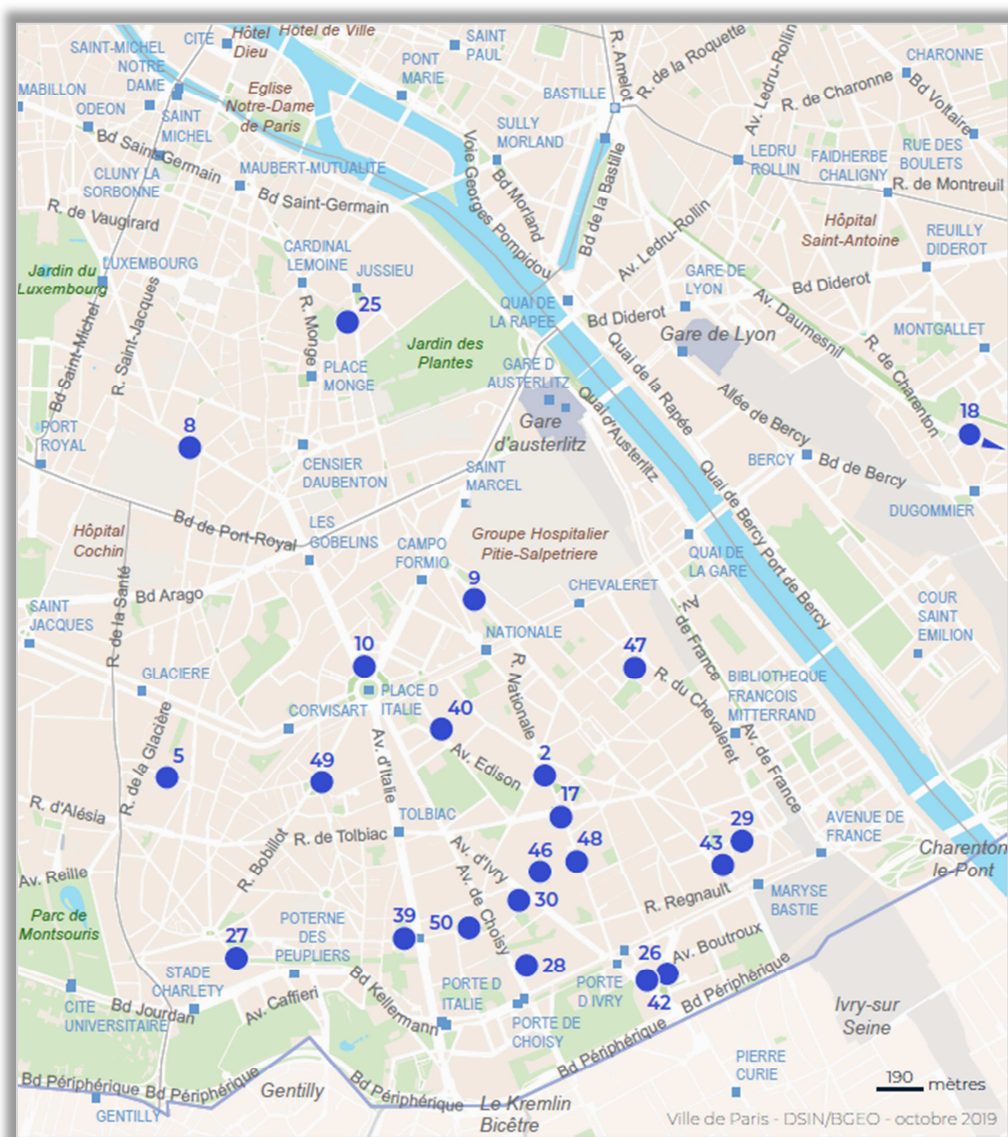 CITE
Hôtel
Dieu
Hôtel de Ville
SAINT
PAUL
R. Amelot
R. de la Roquette
Av. Ledru-Rollin
CHARONNE
SAINT-MICHEL
NOTRE
DAME
PONT
MARIE
R. de Charonne
Bd Voltaire
MABILLON
ODEON
SAINT
MICHEL
Eglise
Notre-Dame
de Paris
BASTILLE
Bd Saint-Germain
SULLY
MORLAND
LEDRU
ROLLIN
FAIDHERBE
CHALIGNY
RUE DES
BOULETS
CLUNY LA
SORBONNE
MAUBERT-MUTUALITE
Voie Georges Pompidou
Bd Morland
Bd de la Bastille
R. de Montreuil
R. de Vaugirard
Bd Saint-Germain
Av. Ledru-Rollin
Hôpital
Saint-Antoine
REUILLY
DIDEROT
Jardin du
Luxembourg
LUXEMBOURG
CARDINAL
LEMOINE
JUSSIEU
GARE DE
LYON
Bd Diderot
Bd Saint-Michel
R. Saint-Jacques
R. Monge
25
QUAI DE
LA RAPEE
Bd Diderot
Gare de Lyon
Av. Daumesnil
MONTGALLET
Jardin des
Plantes
PLACE
MONGE
GARE D
AUSTERLITZ
Quai de la Rapée
R. de Charenton
Allée de Bercy
PORT
ROYAL
8
Gare
d'austerlitz
Quai d'Austerlitz
18
CENSIER
DAUBENTON
SAINT
MARCEL
BERCY
Bd de Bercy
Quai de Bercy
DUGOMMIER
Hôpital
Cochin
Bd de Port-Royal
LES
GOBELINS
CAMPO
FORMIO
Groupe Hospitalier
Pitie-Salpetriere
QUAI DE
LA GARE
Port de Bercy
R. de la Santé
Bd Arago
9
CHEVALERET
SAINT
JACQUES
Av. de France
COUR
SAINT
EMILION
NATIONALE
10
47
GLACIERE
R. Nationale
R. du Chevaleret
BIBLIOTHEQUE
FRANCOIS
MITTERRAND
PLACE D
ITALIE
CORVISART
40
R. de la Glacière
5
49
Av. d'Italie
Av. Edison
2
Av. de France
R. d'Alésia
17
TOLBIAC
R. Bobillot
R. de Tolbiac
Av. d'Ivry
29
AVENUE DE
FRANCE
46
48
43
Charenton
le-Pont
Av. Reille
Av. de Choisy
30
R. Regnault
MARYSE
BASTIE
Parc de
Montsouris
POTERNE
DES
PEUPLIERS
39
50
27
28
26
Av. Boutroux
STADE
CHARLETY
PORTE D
ITALIE
PORTE
D IVRY
42
Bd Périphérique
CITE
UNIVERSITAIRE
Bd Jourdan
Av. Caffieri
Bd Kellermann
PORTE DE
CHOISY
Ivry-sur
Seine
Bd Périphérique
PIERRE
CURIE
Bd Périphérique
Bd Périphérique
Gentilly
Bd Périphérique
190 mètres
GENTILLY
Le Kremlin
Bicêtre
Ville de Paris - DSIN/BGEO - octobre 2019